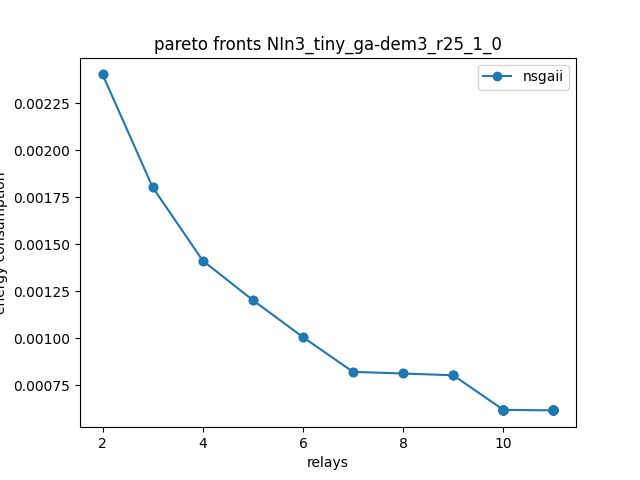 pareto fronts NIn3_tiny_ga-dem3_r25_1_0
nsgaii
energy consumption
0.00225
0.00200
0.00175
0.00150
0.00125
0.00100
0.00075
2 4 6 8 10
relays